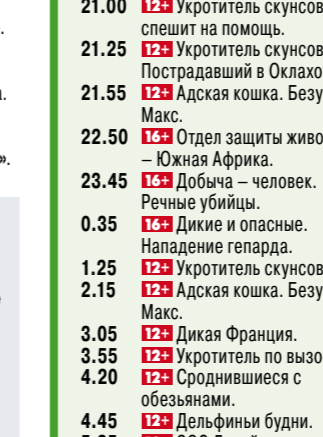 21.00 12+ Укротитель скунсов
спешит на помощь.
21.25 12+ Укротитель скунсов
Пострадавший в Оклахо
21.55 12+ Адская кошка. Безу
Макс.
22.50 16+ Отдел защиты живо
– Южная Африка.
23.45 16+ Добыча – человек.
Речные убийцы.
0.35 16+ Дикие и опасные.
Нападение гепарда.
1.25 12+ Укротитель скунсов
2.15 12+ Адская кошка. Безу
Макс.
3.05 12+ Дикая Франция.
3.55 12+ Укротитель по вызо
4.20 12+ Сроднившиеся с
обезьянами.
4.45 12+ Дельфиньи будни.